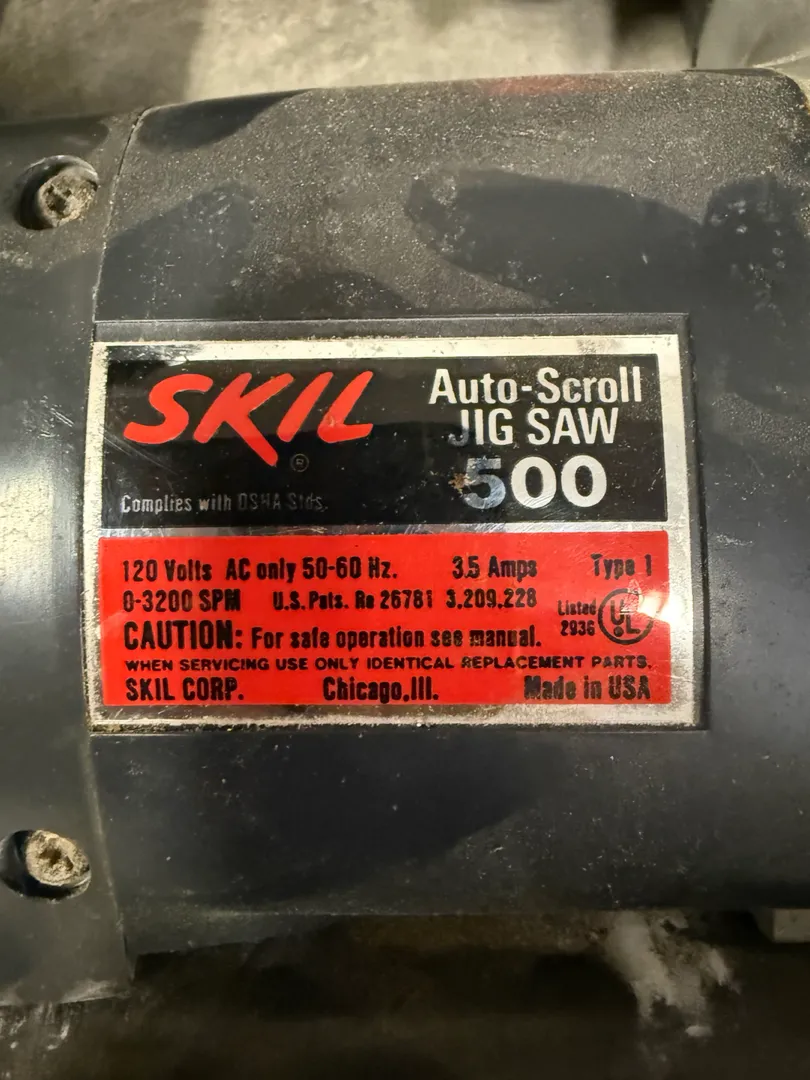 SKIL
®
Auto-Scroll
JIG SAW
500
Complies with OSHA Stds.
120 Volts AC only 50-60 Hz. 3.5 Amps Type 1
0-3200 SPM U.S. Pats. Re 26781 3,209,228 Listed 2936 UL
CAUTION: For safe operation see manual.
WHEN SERVICING USE ONLY IDENTICAL REPLACEMENT PARTS.
SKIL CORP. Chicago, Ill. Made in USA